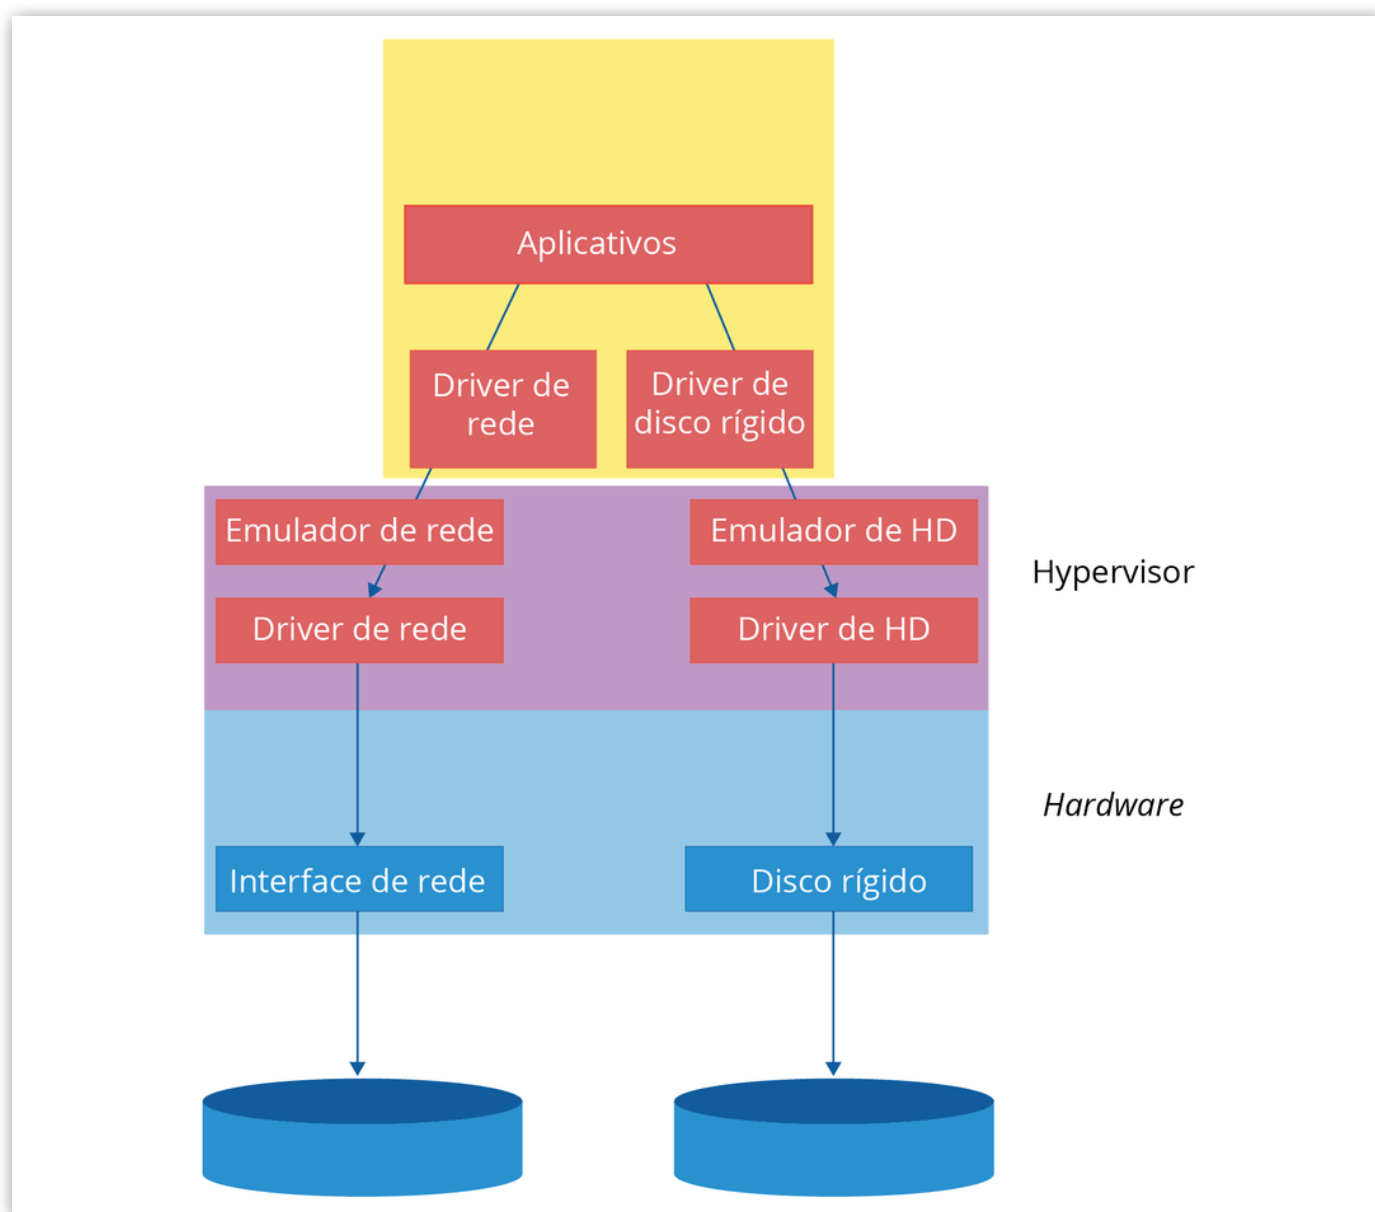 Aplicativos
Driver de
rede
Driver de
disco rígido
Emulador de rede
Emulador de HD
Hypervisor
Driver de rede
Driver de HD
Hardware
Interface de rede
Disco rígido